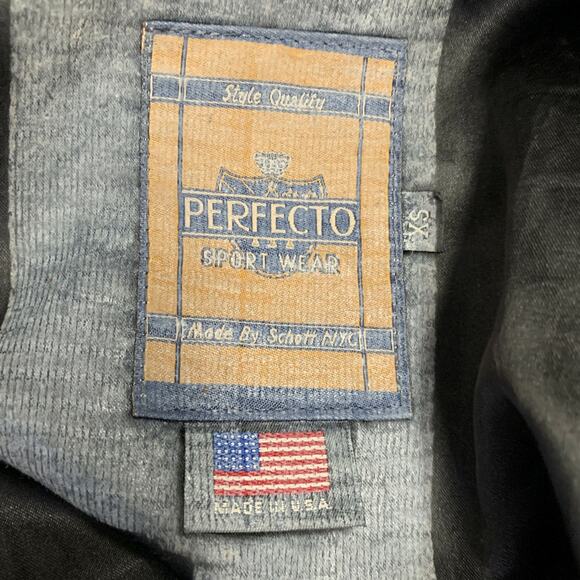 Style Quality
PERFECTO
SPORT WEAR
Made By Schott NYC
XS
MADE IN U.S.A